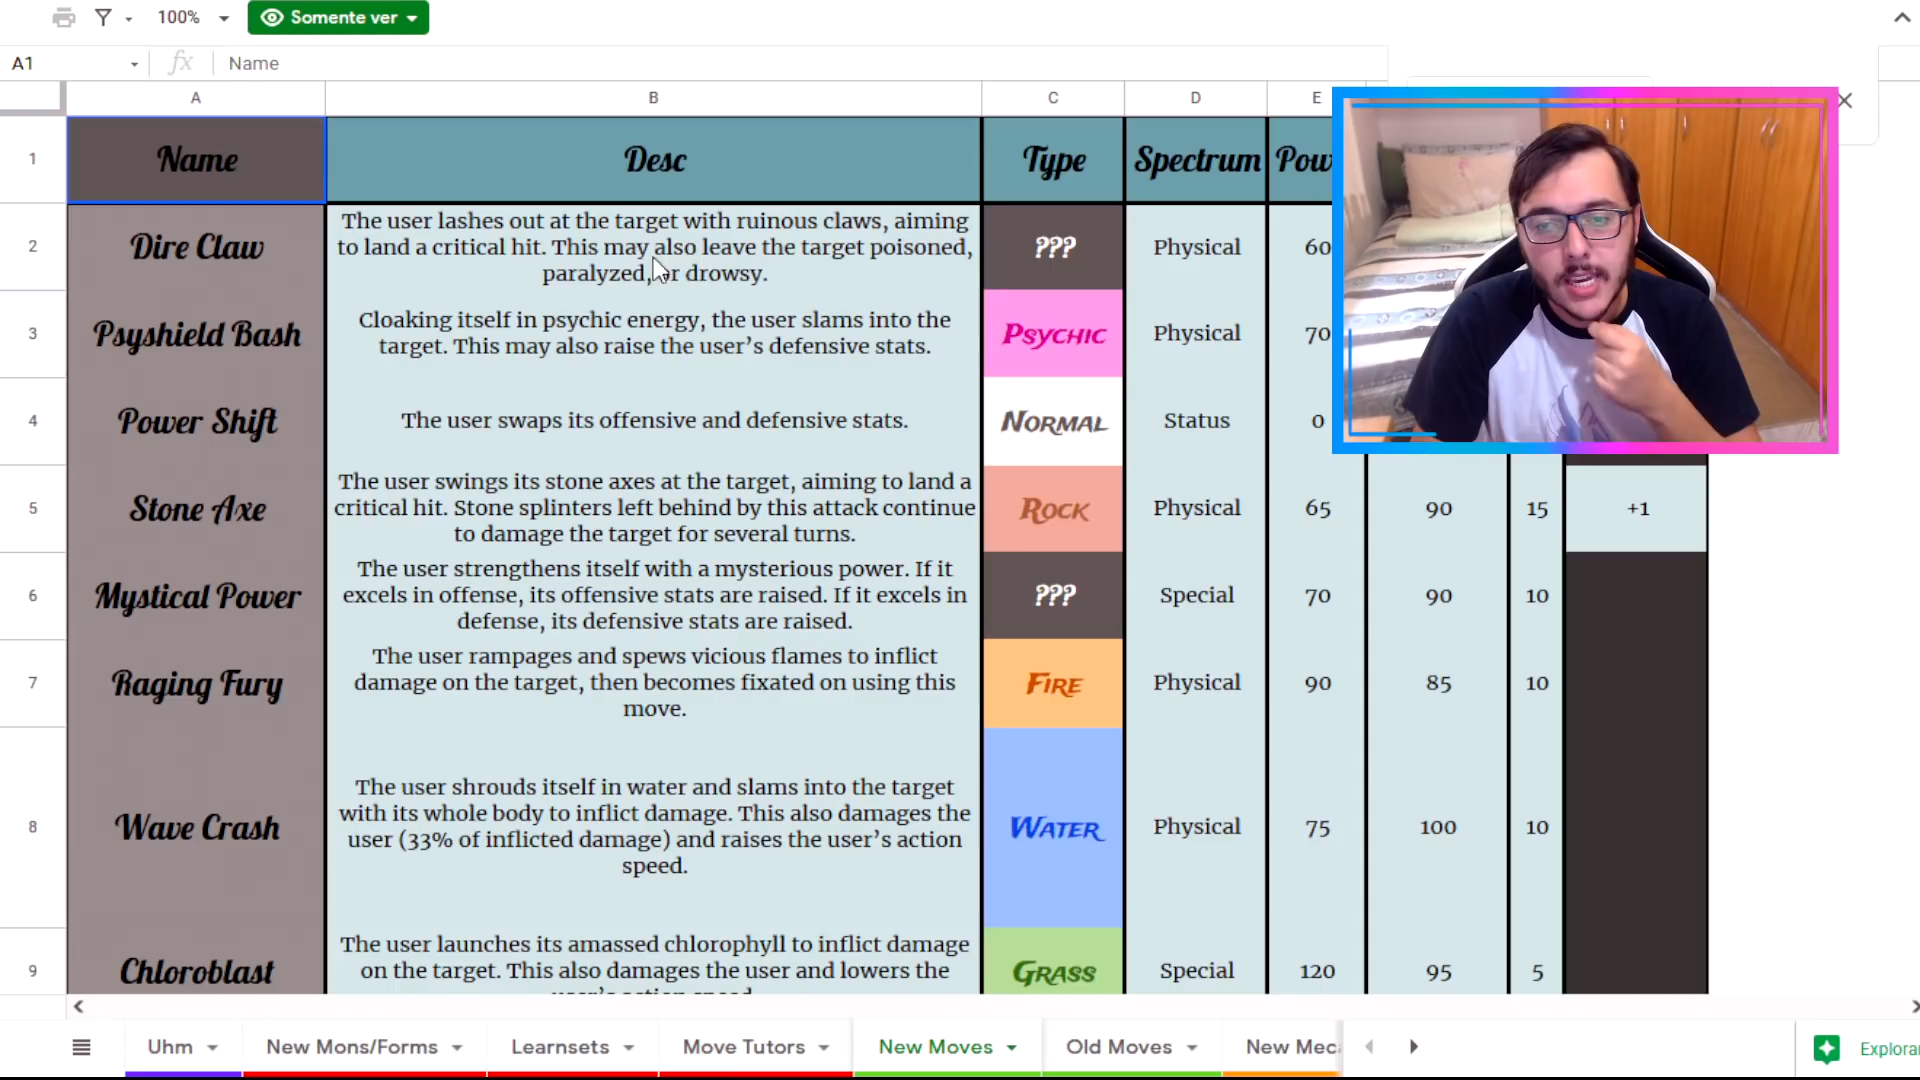 100%
Somente ver
A1
fx
Name
A
B
C
D
E
1
Name
Desc
Type
Spectrum
Pow
2
Dire Claw
The user lashes out at the target with ruinous claws, aiming
to land a critical hit. This may also leave the target poisoned,
paralyzed, or drowsy.
???
Physical
60
3
Psyshield Bash
Cloaking itself in psychic energy, the user slams into the
target. This may also raise the user's defensive stats.
Psychic
Physical
70
4
Power Shift
The user swaps its offensive and defensive stats.
Normal
Status
0
5
Stone Axe
The user swings its stone axes at the target, aiming to land a
critical hit. Stone splinters left behind by this attack continue
to damage the target for several turns.
Rock
Physical
65
90
15
+1
6
Mystical Power
The user strengthens itself with a mysterious power. If it
excels in offense, its offensive stats are raised. If it excels in
defense, its defensive stats are raised.
???
Special
70
90
10
7
Raging Fury
The user rampages and spews vicious flames to inflict
damage on the target, then becomes fixated on using this
move.
Fire
Physical
90
85
10
8
Wave Crash
The user shrouds itself in water and slams into the target
with its whole body to inflict damage. This also damages the
user (33% of inflicted damage) and raises the user's action
speed.
Water
Physical
75
100
10
9
Chloroblast
The user launches its amassed chlorophyll to inflict damage
on the target. This also damages the user and lowers the
Grass
Special
120
95
5
Uhm
New Mons/Forms
Learnsets
Move Tutors
New Moves
Old Moves
New Mec
Explorar